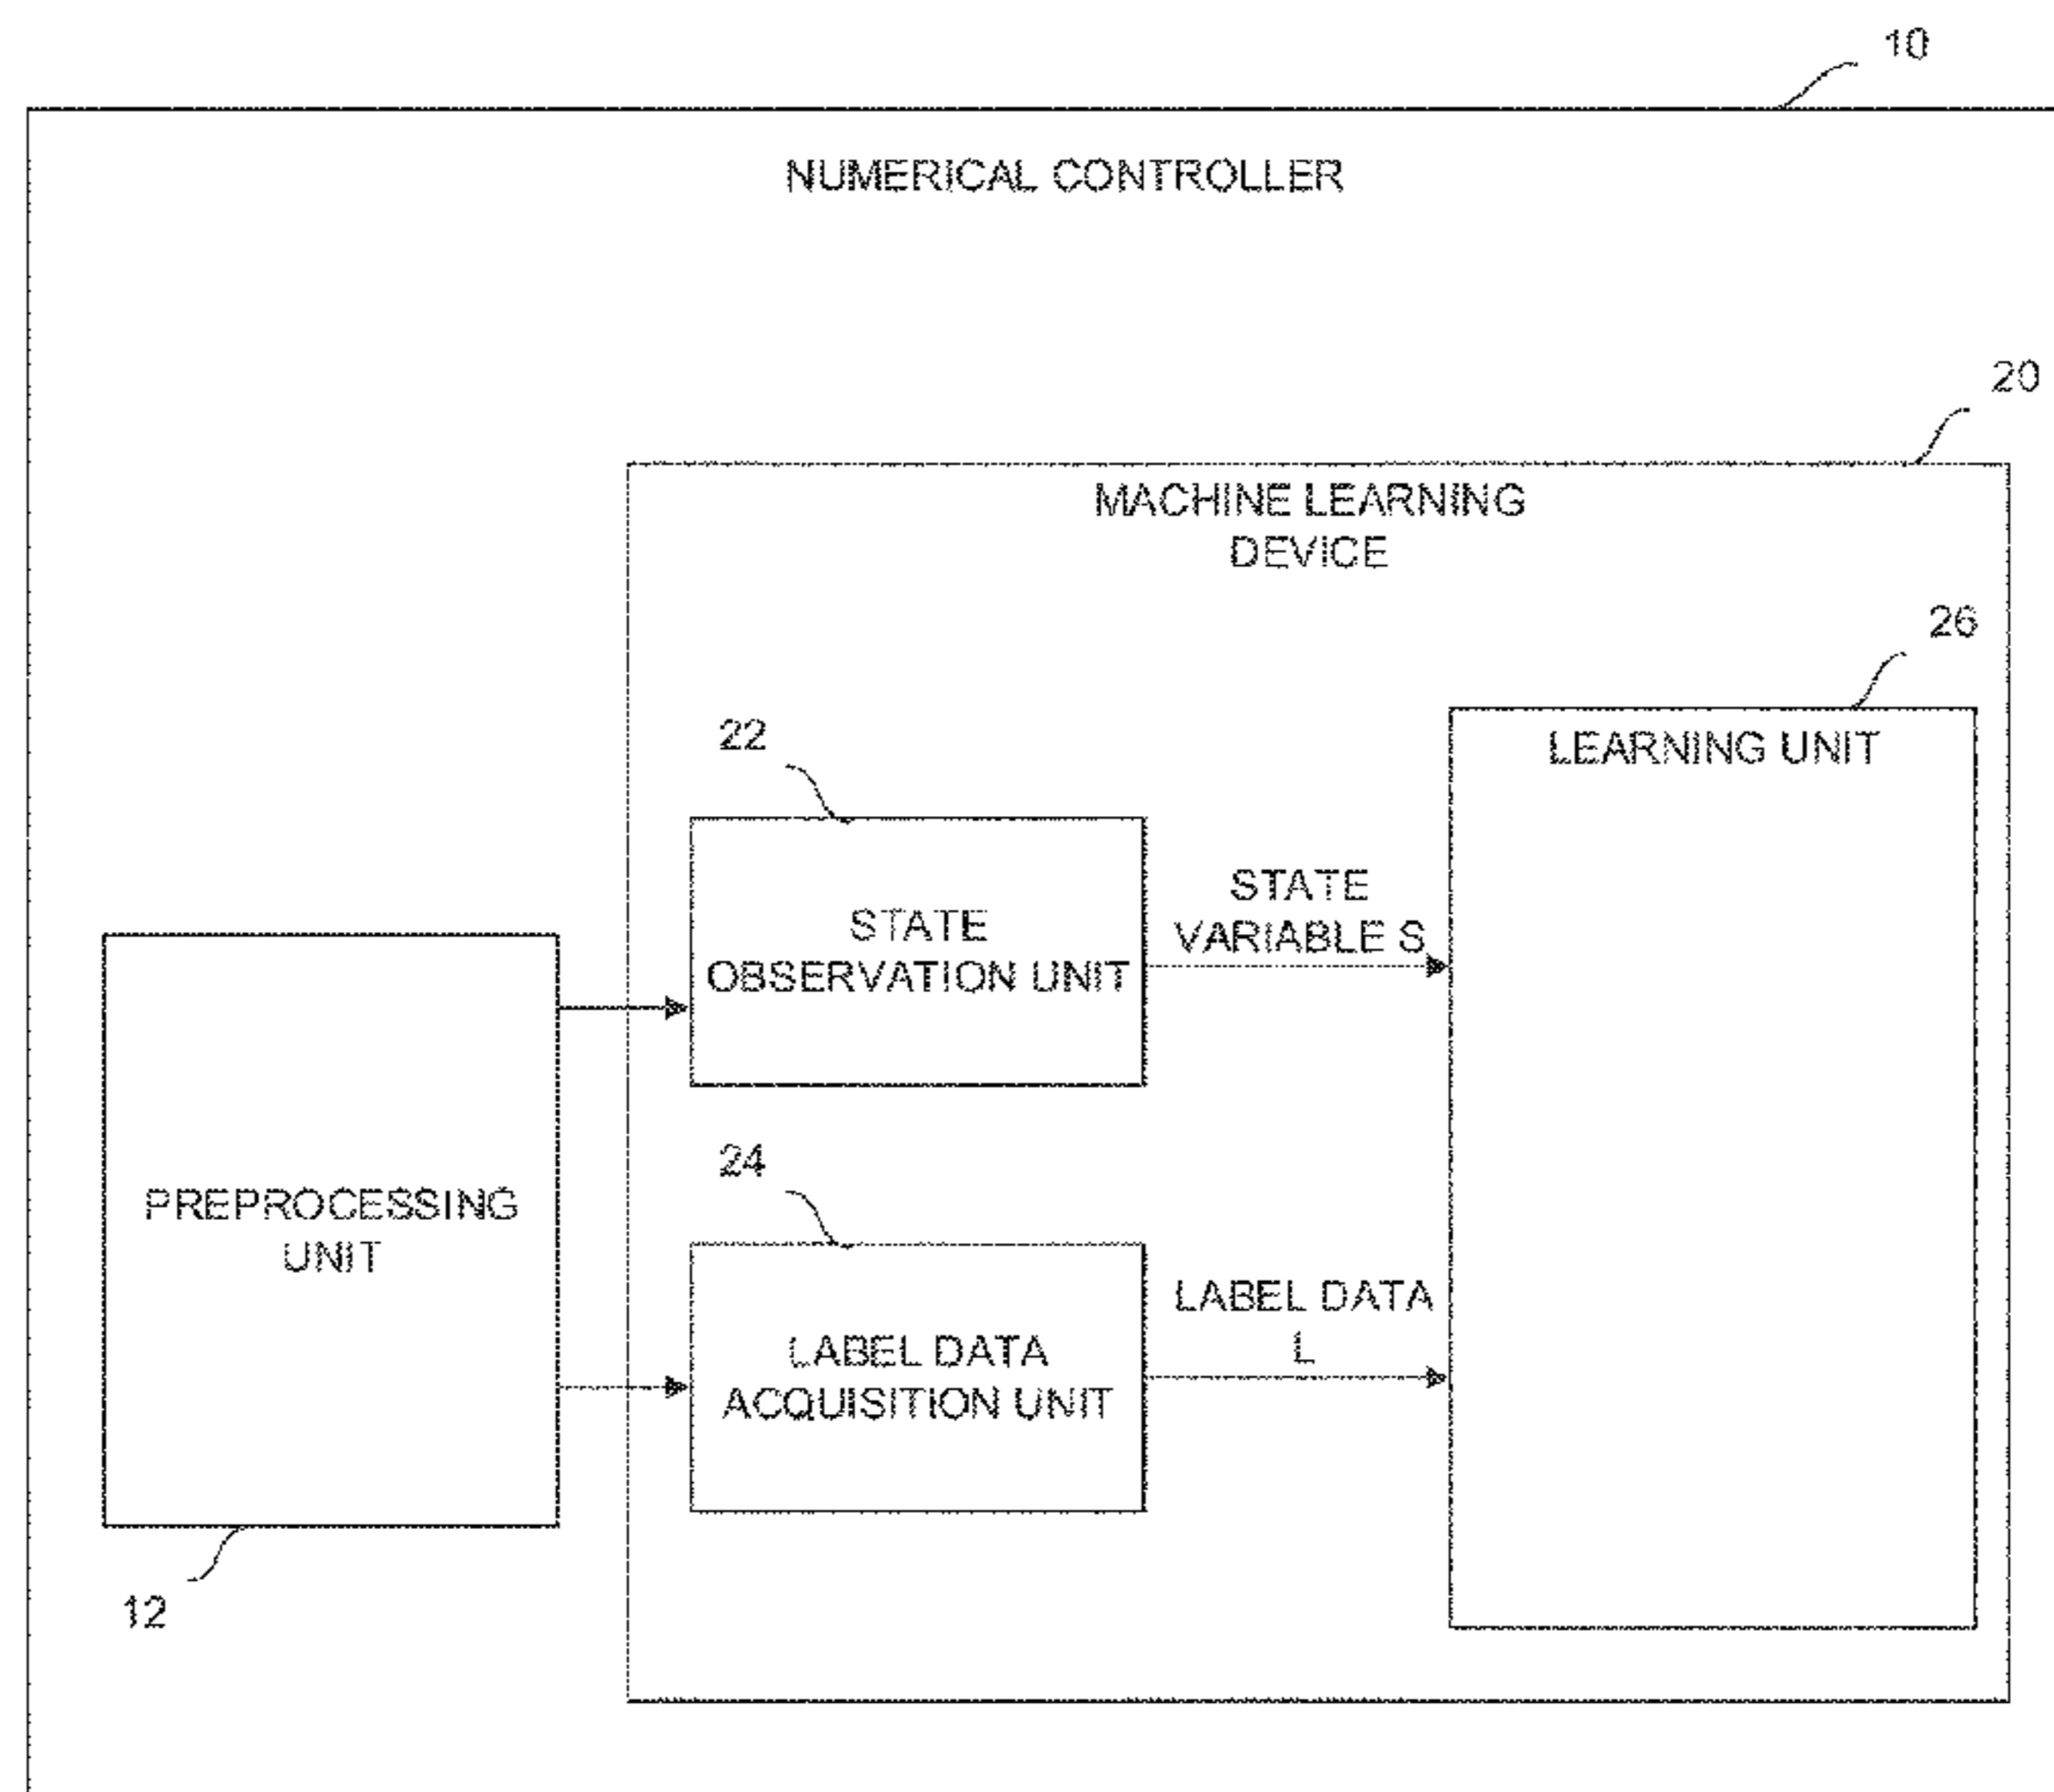 10
NUMERICAL CONTROLLER
20
MACHINE LEARNING
DEVICE
26
LEARNING UNIT
22
STATE
OBSERVATION UNIT
STATE
VARIABLE S
PREPROCESSING
UNIT
12
24
LABEL DATA
ACQUISITION UNIT
LABEL DATA
L